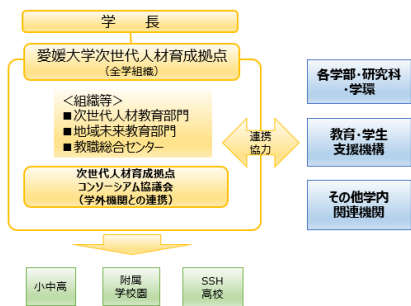 学　長
愛媛大学次世代人材育成拠点
(全学組織)
＜組織等＞
■次世代人材教育部門
■地域未来教育部門
■教職総合センター
次世代人材育成拠点
コンソーシアム協議会
(学外機関との連携)
連携
協力
各学部・研究科
・学環
教育・学生
支援機構
その他学内
関連機関
小中高
附属
学校園
SSH
高校